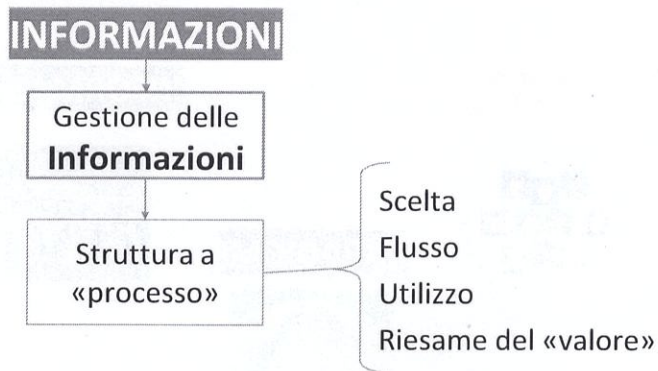 INFORMAZIONI
Gestione delle
Informazioni
Struttura a
«processo»
Scelta
Flusso
Utilizzo
Riesame del «valore»